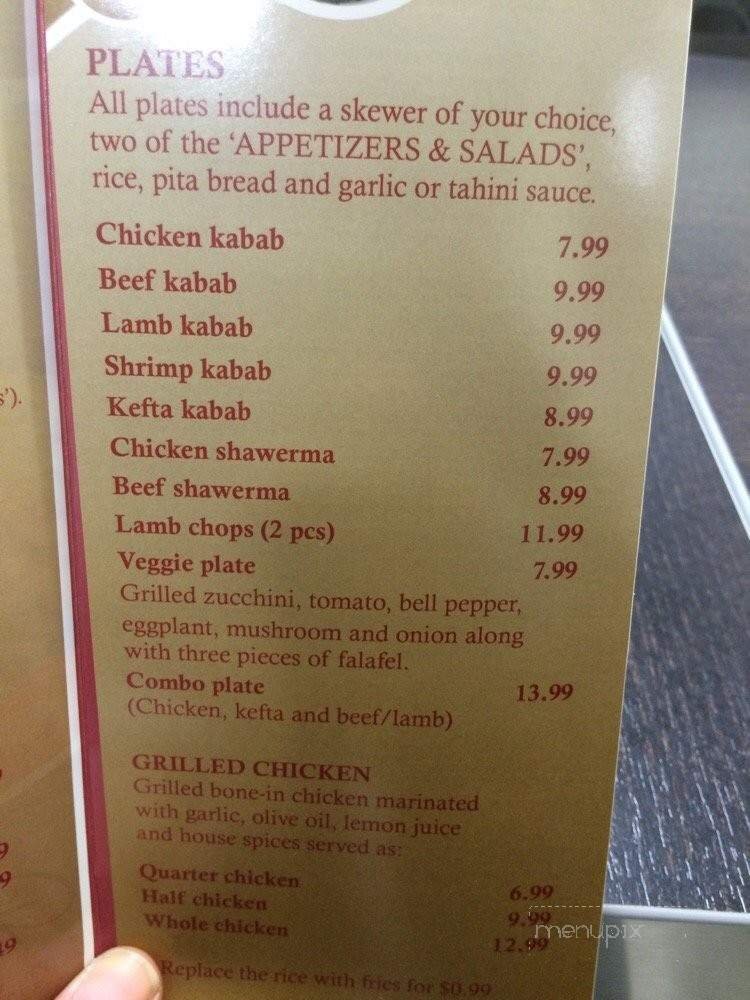 PLATES
All plates include a skewer of your choice,
two of the 'APPETIZERS & SALADS',
rice, pita bread and garlic or tahini sauce.
Chicken kabab 7.99
Beef kabab 9.99
Lamb kabab 9.99
Shrimp kabab 9.99
Kefta kabab 8.99
Chicken shawerma 7.99
Beef shawerma 8.99
Lamb chops (2 pcs) 11.99
Veggie plate 7.99
Grilled zucchini, tomato, bell pepper,
eggplant, mushroom and onion along
with three pieces of falafel.
Combo plate 13.99
(Chicken, kefta and beef/lamb)
GRILLED CHICKEN
Grilled bone-in chicken marinated
with garlic, olive oil, lemon juice
and house spices served as:
Quarter chicken 6.99
Half chicken 9.99
Whole chicken 12.99
Replace the rice with fries for $0.99
menupix